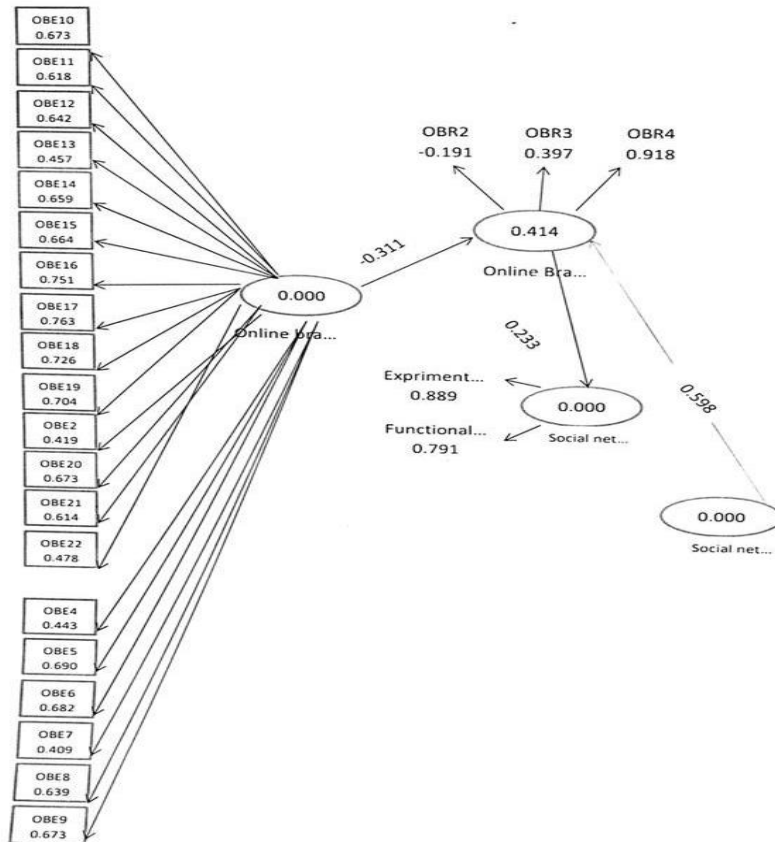 OBE10
0.673
OBE11
0.618
OBE12
0.642
OBE13
0.457
OBE14
0.659
OBE15
0.664
OBE16
0.751
OBE17
0.763
OBE18
0.726
OBE19
0.704
OBE2
0.419
OBE20
0.673
OBE21
0.614
OBE22
0.478
OBE4
0.443
OBE5
0.690
OBE6
0.682
OBE7
0.409
OBE8
0.639
OBE9
0.673
0.000
Online bra...
-0.311
OBR2
-0.191
OBR3
0.397
OBR4
0.918
0.414
Online Bra...
0.233
Expriment...
0.889
Functional...
0.791
0.000
Social net...
0.598
0.000
Social net...